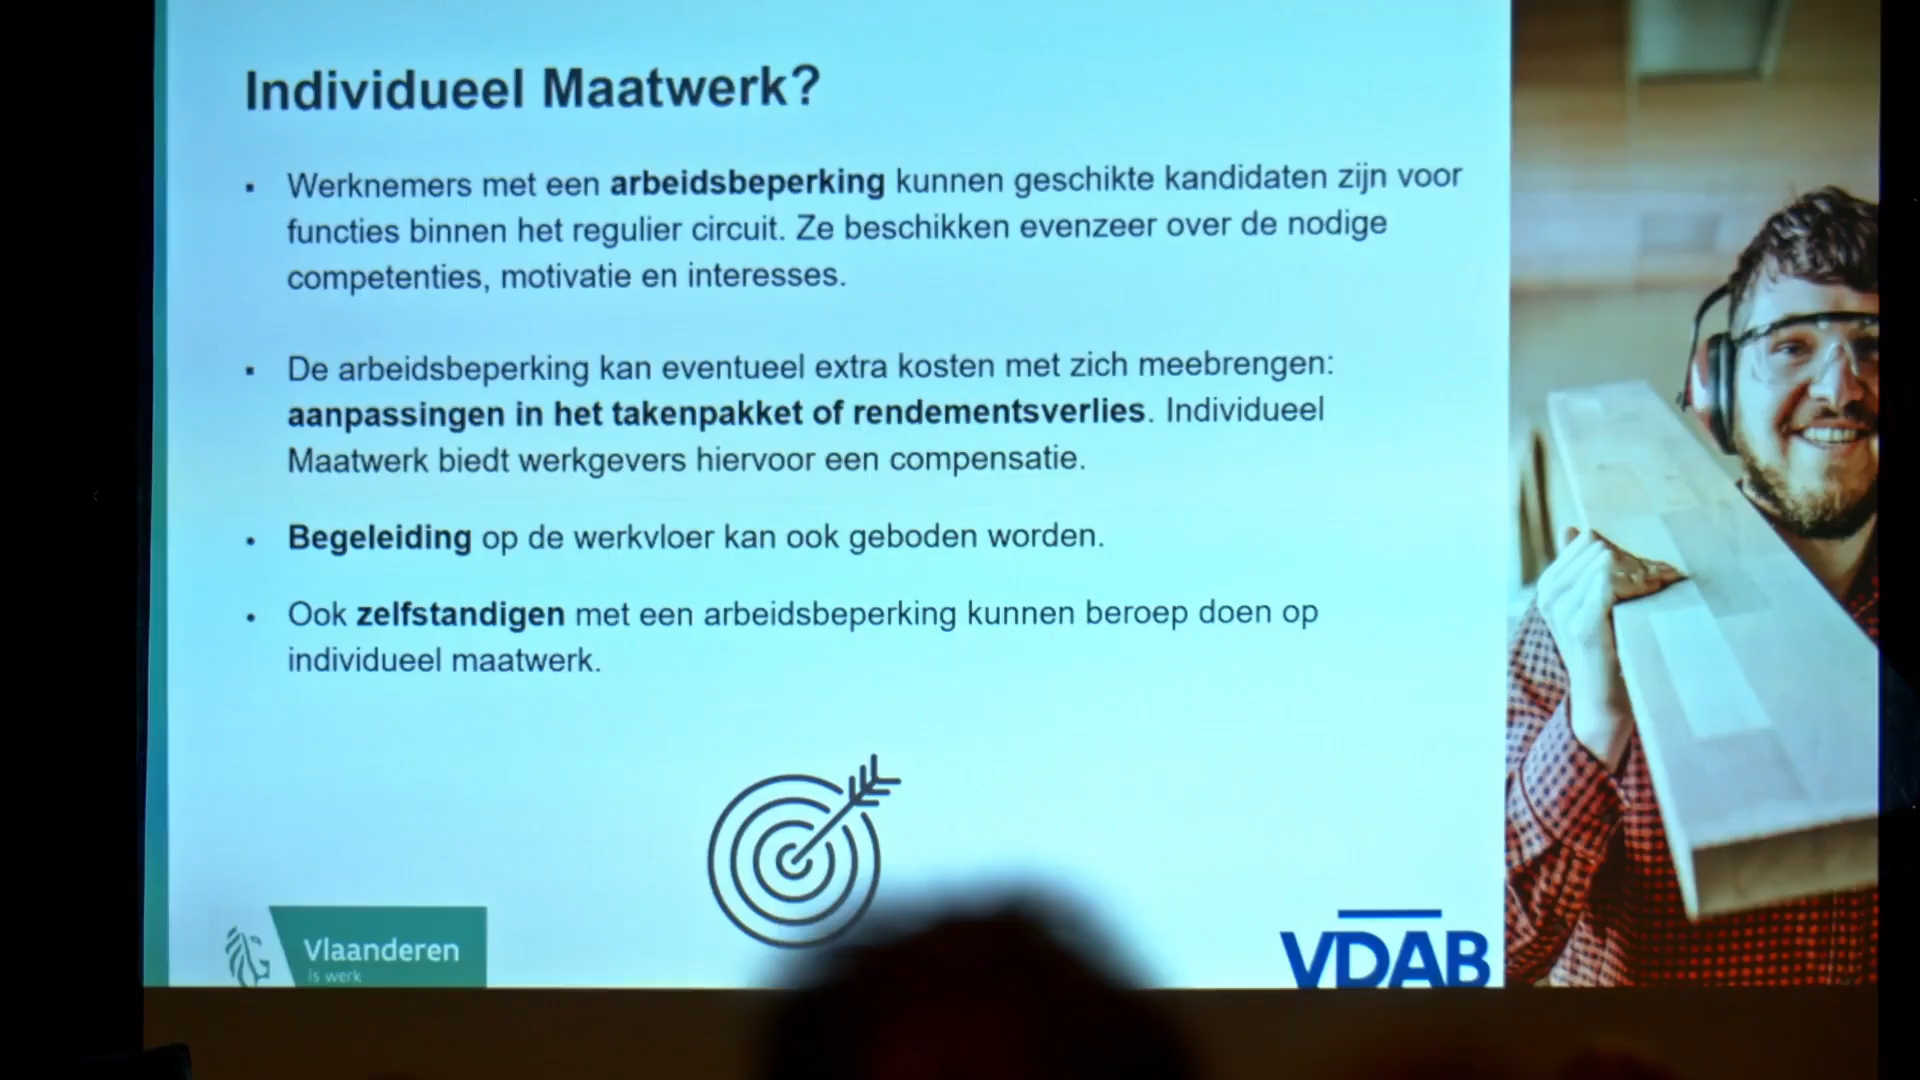 Individueel Maatwerk?
Werknemers met een arbeidsbeperking kunnen geschikte kandidaten zijn voor
functies binnen het regulier circuit. Ze beschikken evenzeer over de nodige
competenties, motivatie en interesses.
De arbeidsbeperking kan eventueel extra kosten met zich meebrengen:
aanpassingen in het takenpakket of rendementsverlies. Individueel
Maatwerk biedt werkgevers hiervoor een compensatie.
Begeleiding op de werkvloer kan ook geboden worden.
Ook zelfstandigen met een arbeidsbeperking kunnen beroep doen op
individueel maatwerk.
Vlaanderen
is werk
VDAB